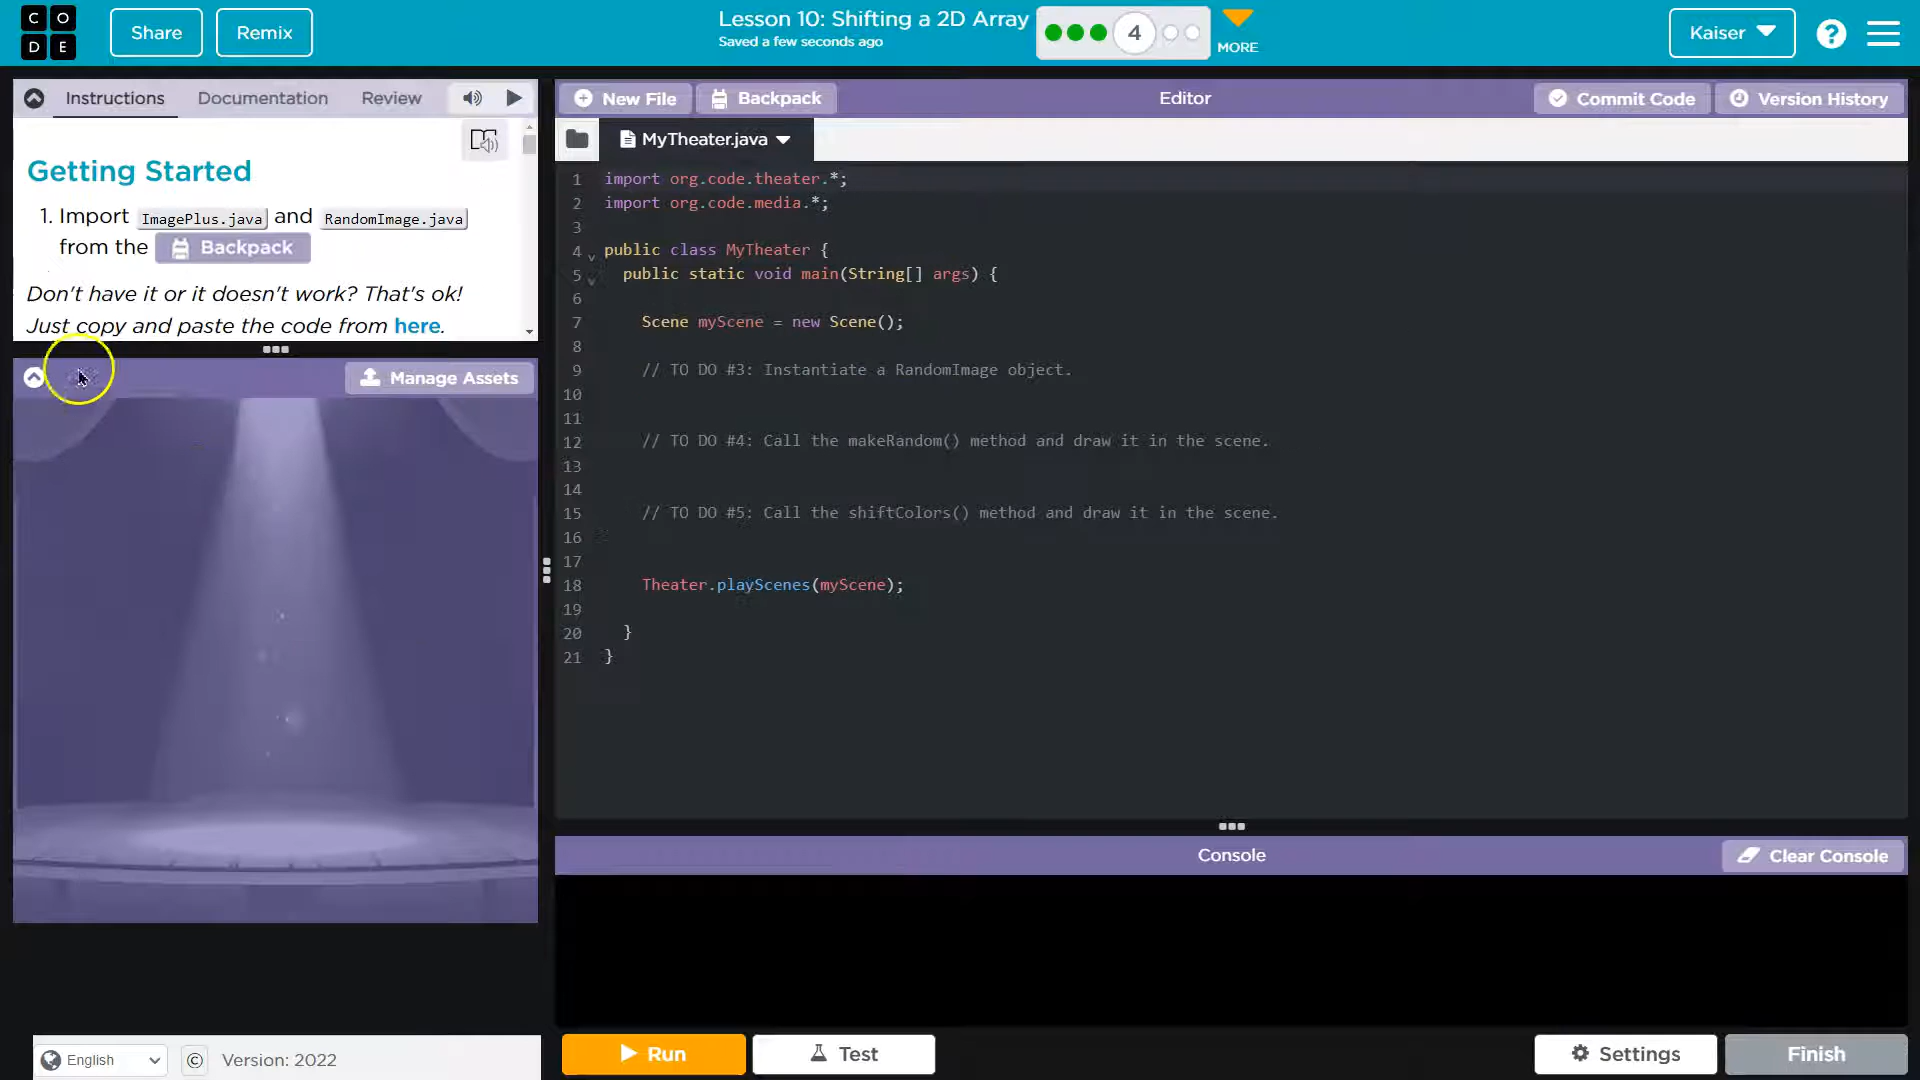 C O
D E
Share
Remix
Lesson 10: Shifting a 2D Array
Saved a few seconds ago
4
MORE
Kaiser
?
Instructions
Documentation
Review
Getting Started
1. Import ImagePlus.java and RandomImage.java
from the Backpack
Don't have it or it doesn't work? That's ok!
Just copy and paste the code from here.
Manage Assets
New File
Backpack
Editor
Commit Code
Version History
MyTheater.java
1 import org.code.theater.*;
2 import org.code.media.*;
3
4 public class MyTheater {
5 public static void main(String[] args) {
6
7 Scene myScene = new Scene();
8
9 // TO DO #3: Instantiate a RandomImage object.
10
11
12 // TO DO #4: Call the makeRandom() method and draw it in the scene.
13
14
15 // TO DO #5: Call the shiftColors() method and draw it in the scene.
16
17
18 Theater.playScenes(myScene);
19
20 }
21 }
Console
Clear Console
English
©
Version: 2022
Run
Test
Settings
Finish